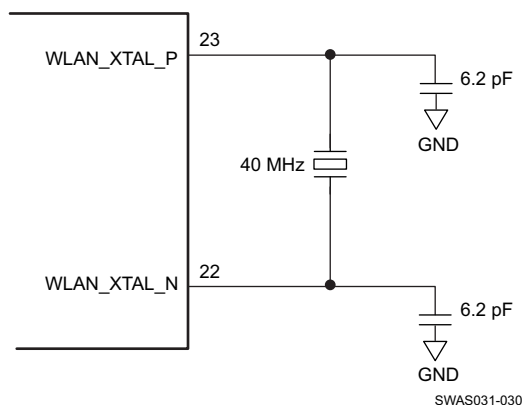 WLAN_XTAL_P
23
6.2 pF
GND
40 MHz
WLAN_XTAL_N
22
6.2 pF
GND
SWAS031-030